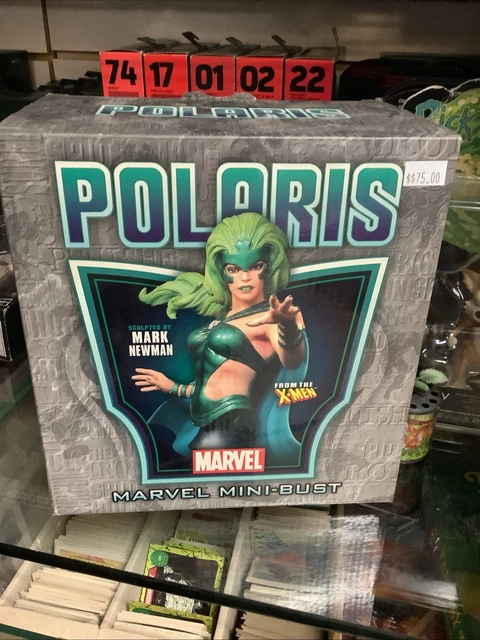 74 17 01 02 22
POLARIS
$$75.00
POLARIS
SCULPTED BY
MARK
NEWMAN
FROM THE
X-MEN
MARVEL
MARVEL MINI-BUST
Rick